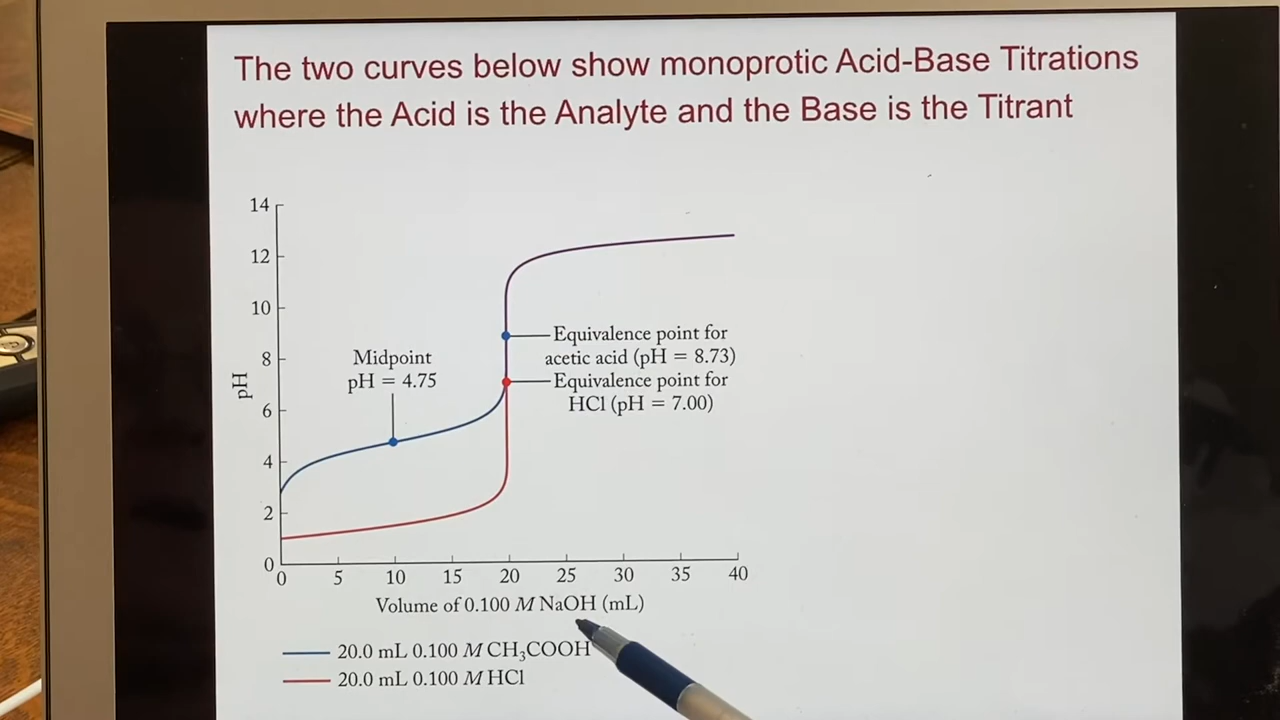 The two curves below show monoprotic Acid-Base Titrations
where the Acid is the Analyte and the Base is the Titrant
14
12
10
8
6
4
2
0
pH
Midpoint
pH = 4.75
Equivalence point for
acetic acid (pH = 8.73)
Equivalence point for
HCl (pH = 7.00)
0 5 10 15 20 25 30 35 40
Volume of 0.100 M NaOH (mL)
20.0 mL 0.100 M CH₃COOH
20.0 mL 0.100 M HCl